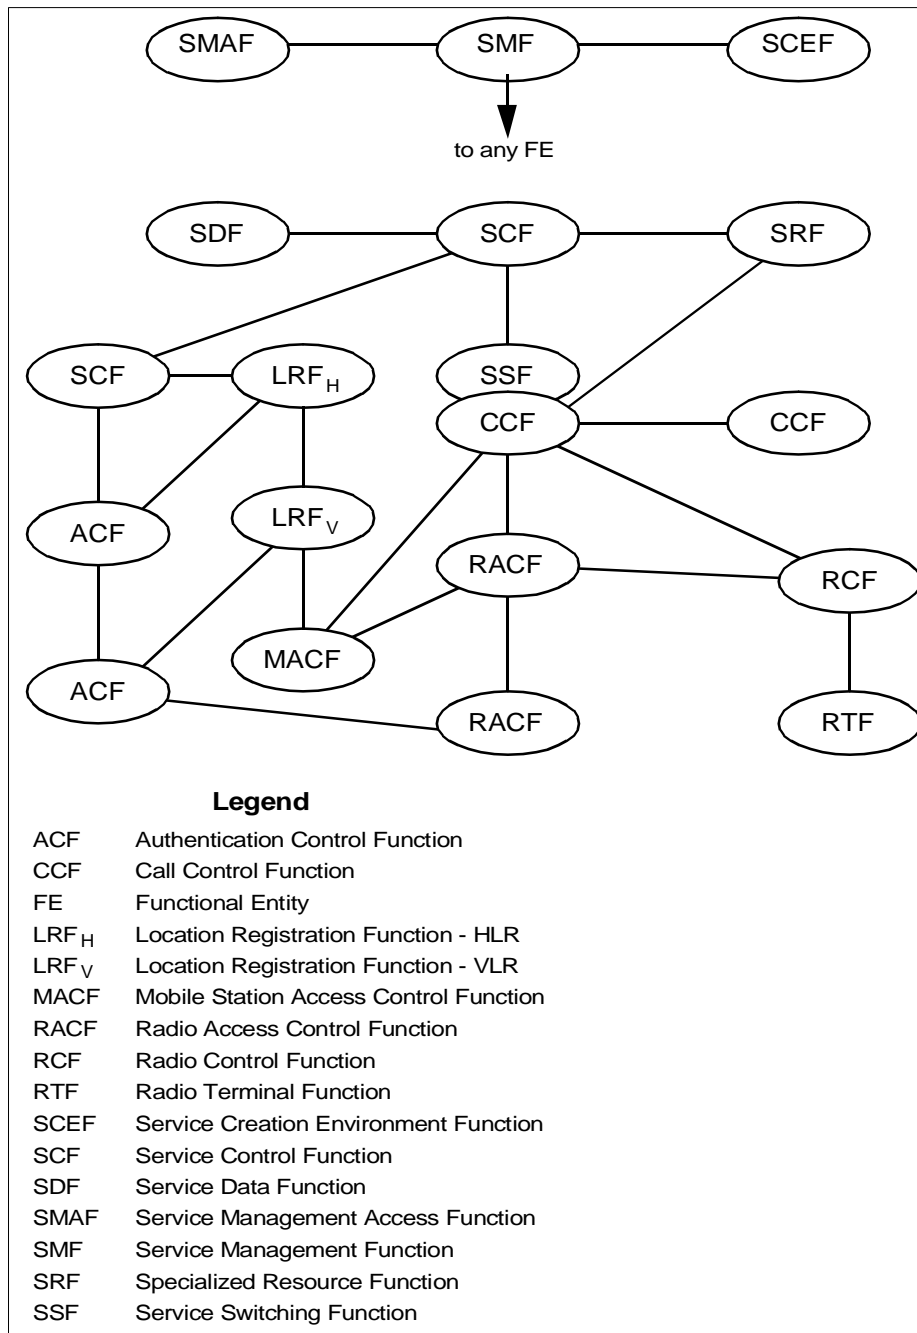 SMAF SMF SCEF
to any FE
SDF SCF SRF
SCF LRF H SSF
CCF CCF
ACF LRF V
RACF RCF
MACF
ACF RACF RTF
Legend
ACF Authentication Control Function
CCF Call Control Function
FE Functional Entity
LRF H Location Registration Function - HLR
LRF V Location Registration Function - VLR
MACF Mobile Station Access Control Function
RACF Radio Access Control Function
RCF Radio Control Function
RTF Radio Terminal Function
SCEF Service Creation Environment Function
SCF Service Control Function
SDF Service Data Function
SMAF Service Management Access Function
SMF Service Management Function
SRF Specialized Resource Function
SSF Service Switching Function